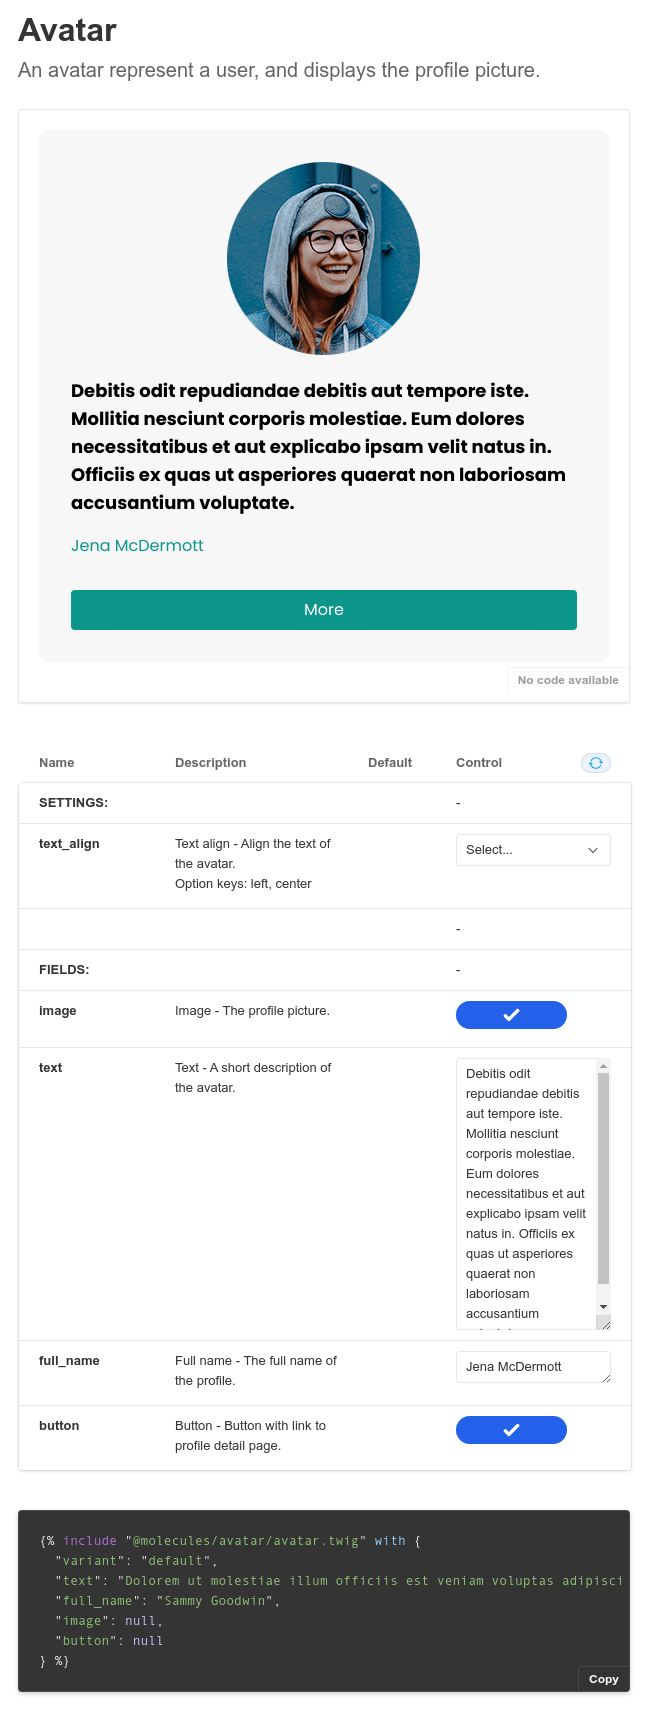 Avatar
An avatar represent a user, and displays the profile picture.
Debitis odit repudiandae debitis aut tempore iste.
Mollitia nesciunt corporis molestiae. Eum dolores
necessitatibus et aut explicabo ipsam velit natus in.
Officiis ex quas ut asperiores quaerat non laboriosam
accusantium voluptate.
Jena McDermott
More
No code available
Name Description Default Control
SETTINGS: -
text_align Text align - Align the text of Select...
the avatar.
Option keys: left, center
-
FIELDS: -
image Image - The profile picture.
text Text - A short description of
the avatar.
Debitis odit
repudiandae debitis
aut tempore iste.
Mollitia nesciunt
corporis molestiae.
Eum dolores
necessitatibus et aut
explicabo ipsam velit
natus in. Officiis ex
quas ut asperiores
quaerat non
laboriosam
accusantium
full_name Full name - The full name of Jena McDermott
the profile.
button Button - Button with link to
profile detail page.
{% include "@molecules/avatar/avatar.twig" with {
"variant": "default",
"text": "Dolorem ut molestiae illum officiis est veniam voluptas adipisci
"full_name": "Sammy Goodwin",
"image": null,
"button": null
} %}
Copy